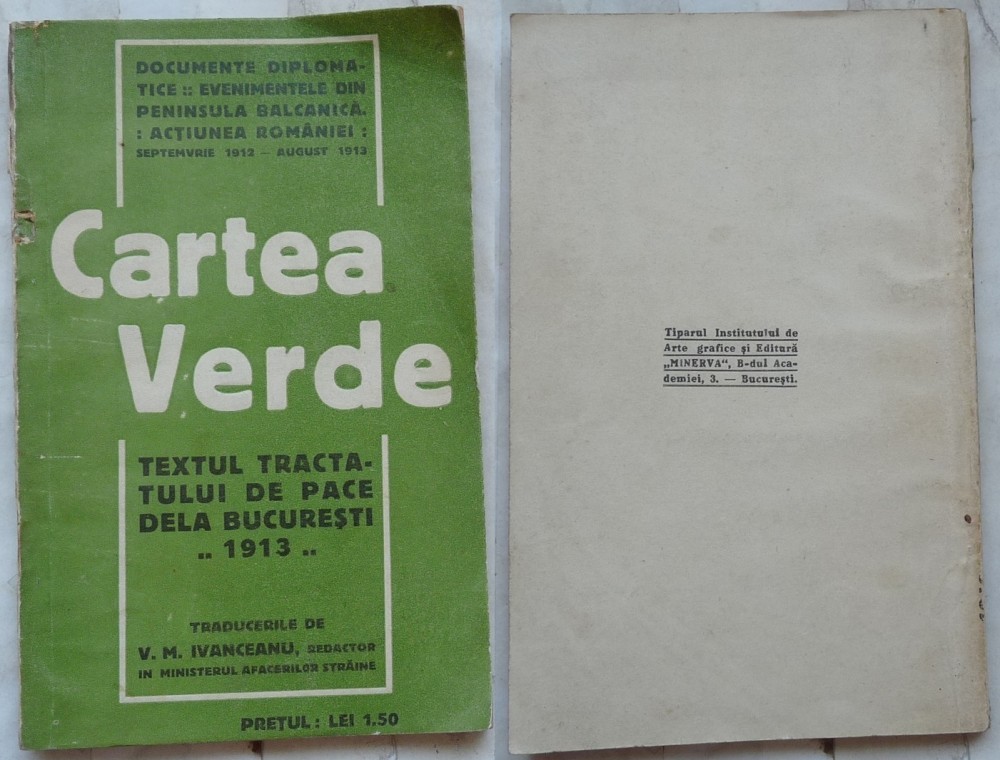 DOCUMENTE DIPLOMA-
TICE :: EVENIMENTELE DIN
PENINSULA BALCANICĂ.
: ACȚIUNEA ROMÂNIEI :
SEPTEMVRIE 1912 — AUGUST 1913
Cartea
Verde
TEXTUL TRACTA-
TULUI DE PACE
DELA BUCUREȘTI
.. 1913 ..
TRADUCERILE DE
V. M. IVANCEANU, REDACTOR
IN MINISTERUL AFACERILOR STRĂINE
PREȚUL : LEI 1.50
Tiparul Institutului de
Arte grafice și Editură
„MINERVA“, B-dul Aca-
demiei, 3. — București.